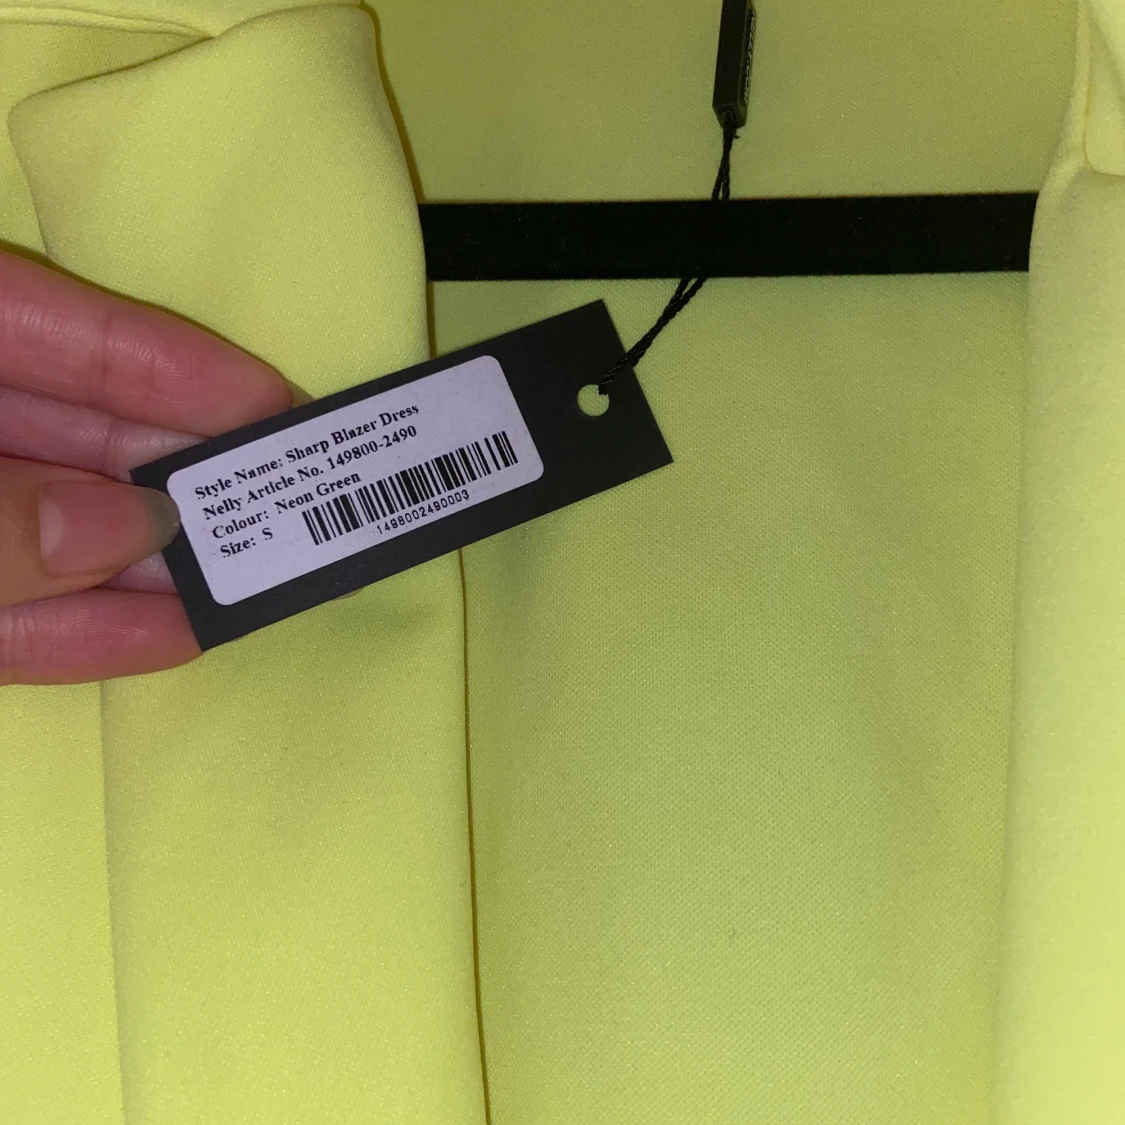 Style Name: Sharp Blazer Dress
Nelly Article No. 149800-2490
Colour: Neon Green
Size: S
1498002490003